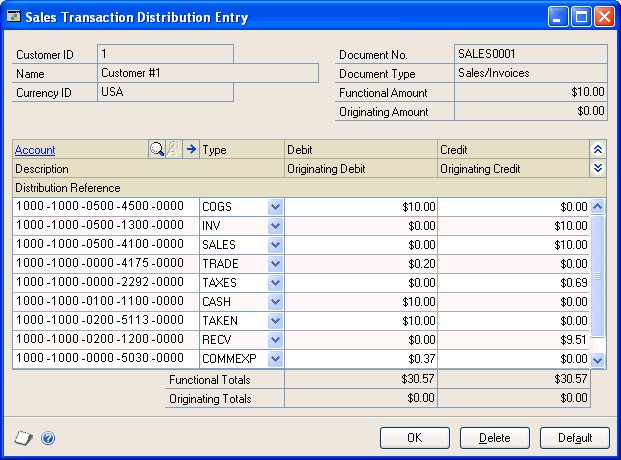 Sales Transaction Distribution Entry
Customer ID 1 Document No. SALES0001
Name Customer #1 Document Type Sales/Invoices
Currency ID USA Functional Amount $10.00
Originating Amount $0.00
Account Type Debit Credit
Description Originating Debit Originating Credit
Distribution Reference
1000 -1000 -0500 -4500 -0000 COGS $10.00 $0.00
1000 -1000 -0500 -1300 -0000 INV $0.00 $10.00
1000 -1000 -0500 -4100 -0000 SALES $0.00 $10.00
1000 -1000 -0000 -4175 -0000 TRADE $0.20 $0.00
1000 -1000 -0000 -2292 -0000 TAXES $0.00 $0.69
1000 -1000 -0100 -1100 -0000 CASH $10.00 $0.00
1000 -1000 -0200 -5113 -0000 TAKEN $10.00 $0.00
1000 -1000 -0200 -1200 -0000 RECV $0.00 $9.51
1000 -1000 -0000 -5030 -0000 COMMEXP $0.37 $0.00
Functional Totals $30.57 $30.57
Originating Totals $0.00 $0.00
OK Delete Default